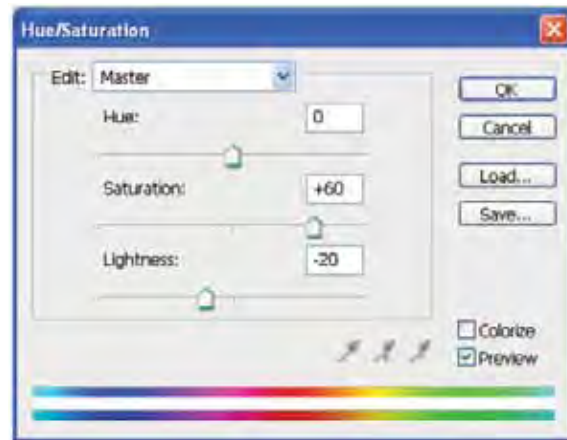 Hue/Saturation
Edit: Master
Hue: 0
Saturation: +60
Lightness: -20
OK
Cancel
Load...
Save...
Colorize
Preview